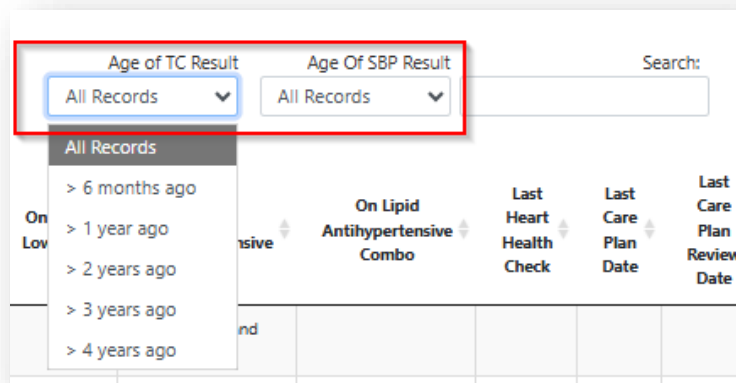 Age of TC Result Age Of SBP Result Search:
All Records All Records
All Records
> 6 months ago
> 1 year ago
> 2 years ago
> 3 years ago
> 4 years ago
On Lipid
Antihypertensive
Combo
Last
Heart
Health
Check
Last
Care
Plan
Date
Last
Care
Plan
Review
Date